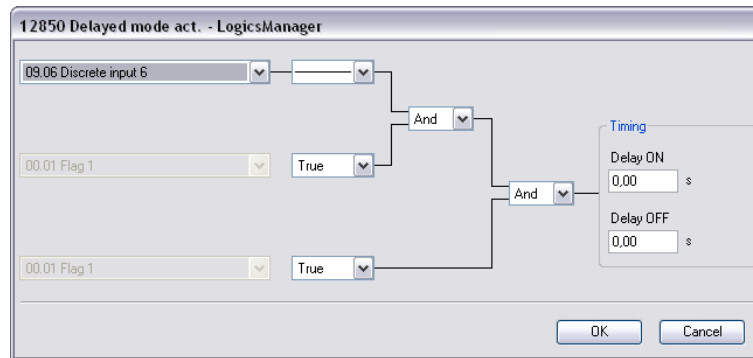 12850 Delayed mode act. - LogicsManager
09.06 Discrete input 6
And
Timing
Delay ON
00.01 Flag 1 True
0,00 s
And
Delay OFF
0,00 s
00.01 Flag 1 True
OK Cancel